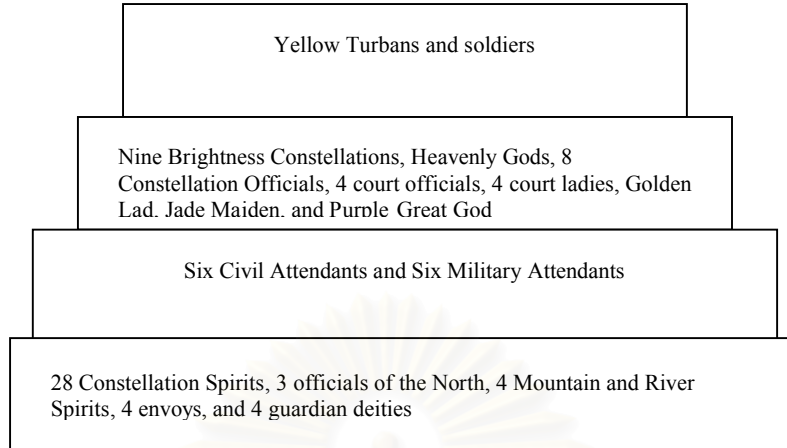 Yellow Turbans and soldiers
Nine Brightness Constellations, Heavenly Gods, 8
Constellation Officials, 4 court officials, 4 court ladies, Golden
Lad, Jade Maiden, and Purple Great God
Six Civil Attendants and Six Military Attendants
28 Constellation Spirits, 3 officials of the North, 4 Mountain and River
Spirits, 4 envoys, and 4 guardian deities